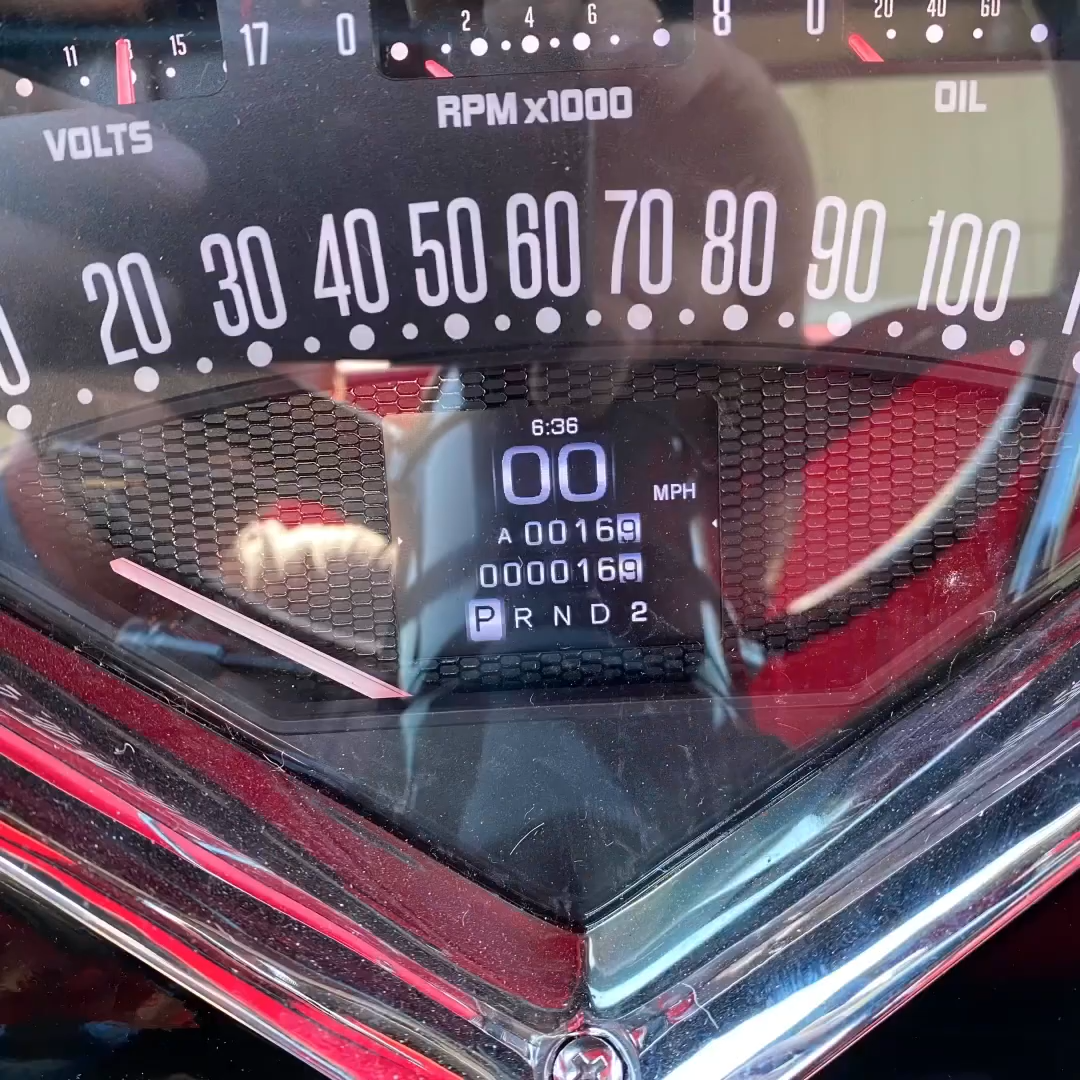 11 15 17 0 2 4 6 8 0 20 40 60
VOLTS RPM x1000 OIL
20 30 40 50 60 70 80 90 100
6:36
00 MPH
A 00169
0000169
P R N D 2